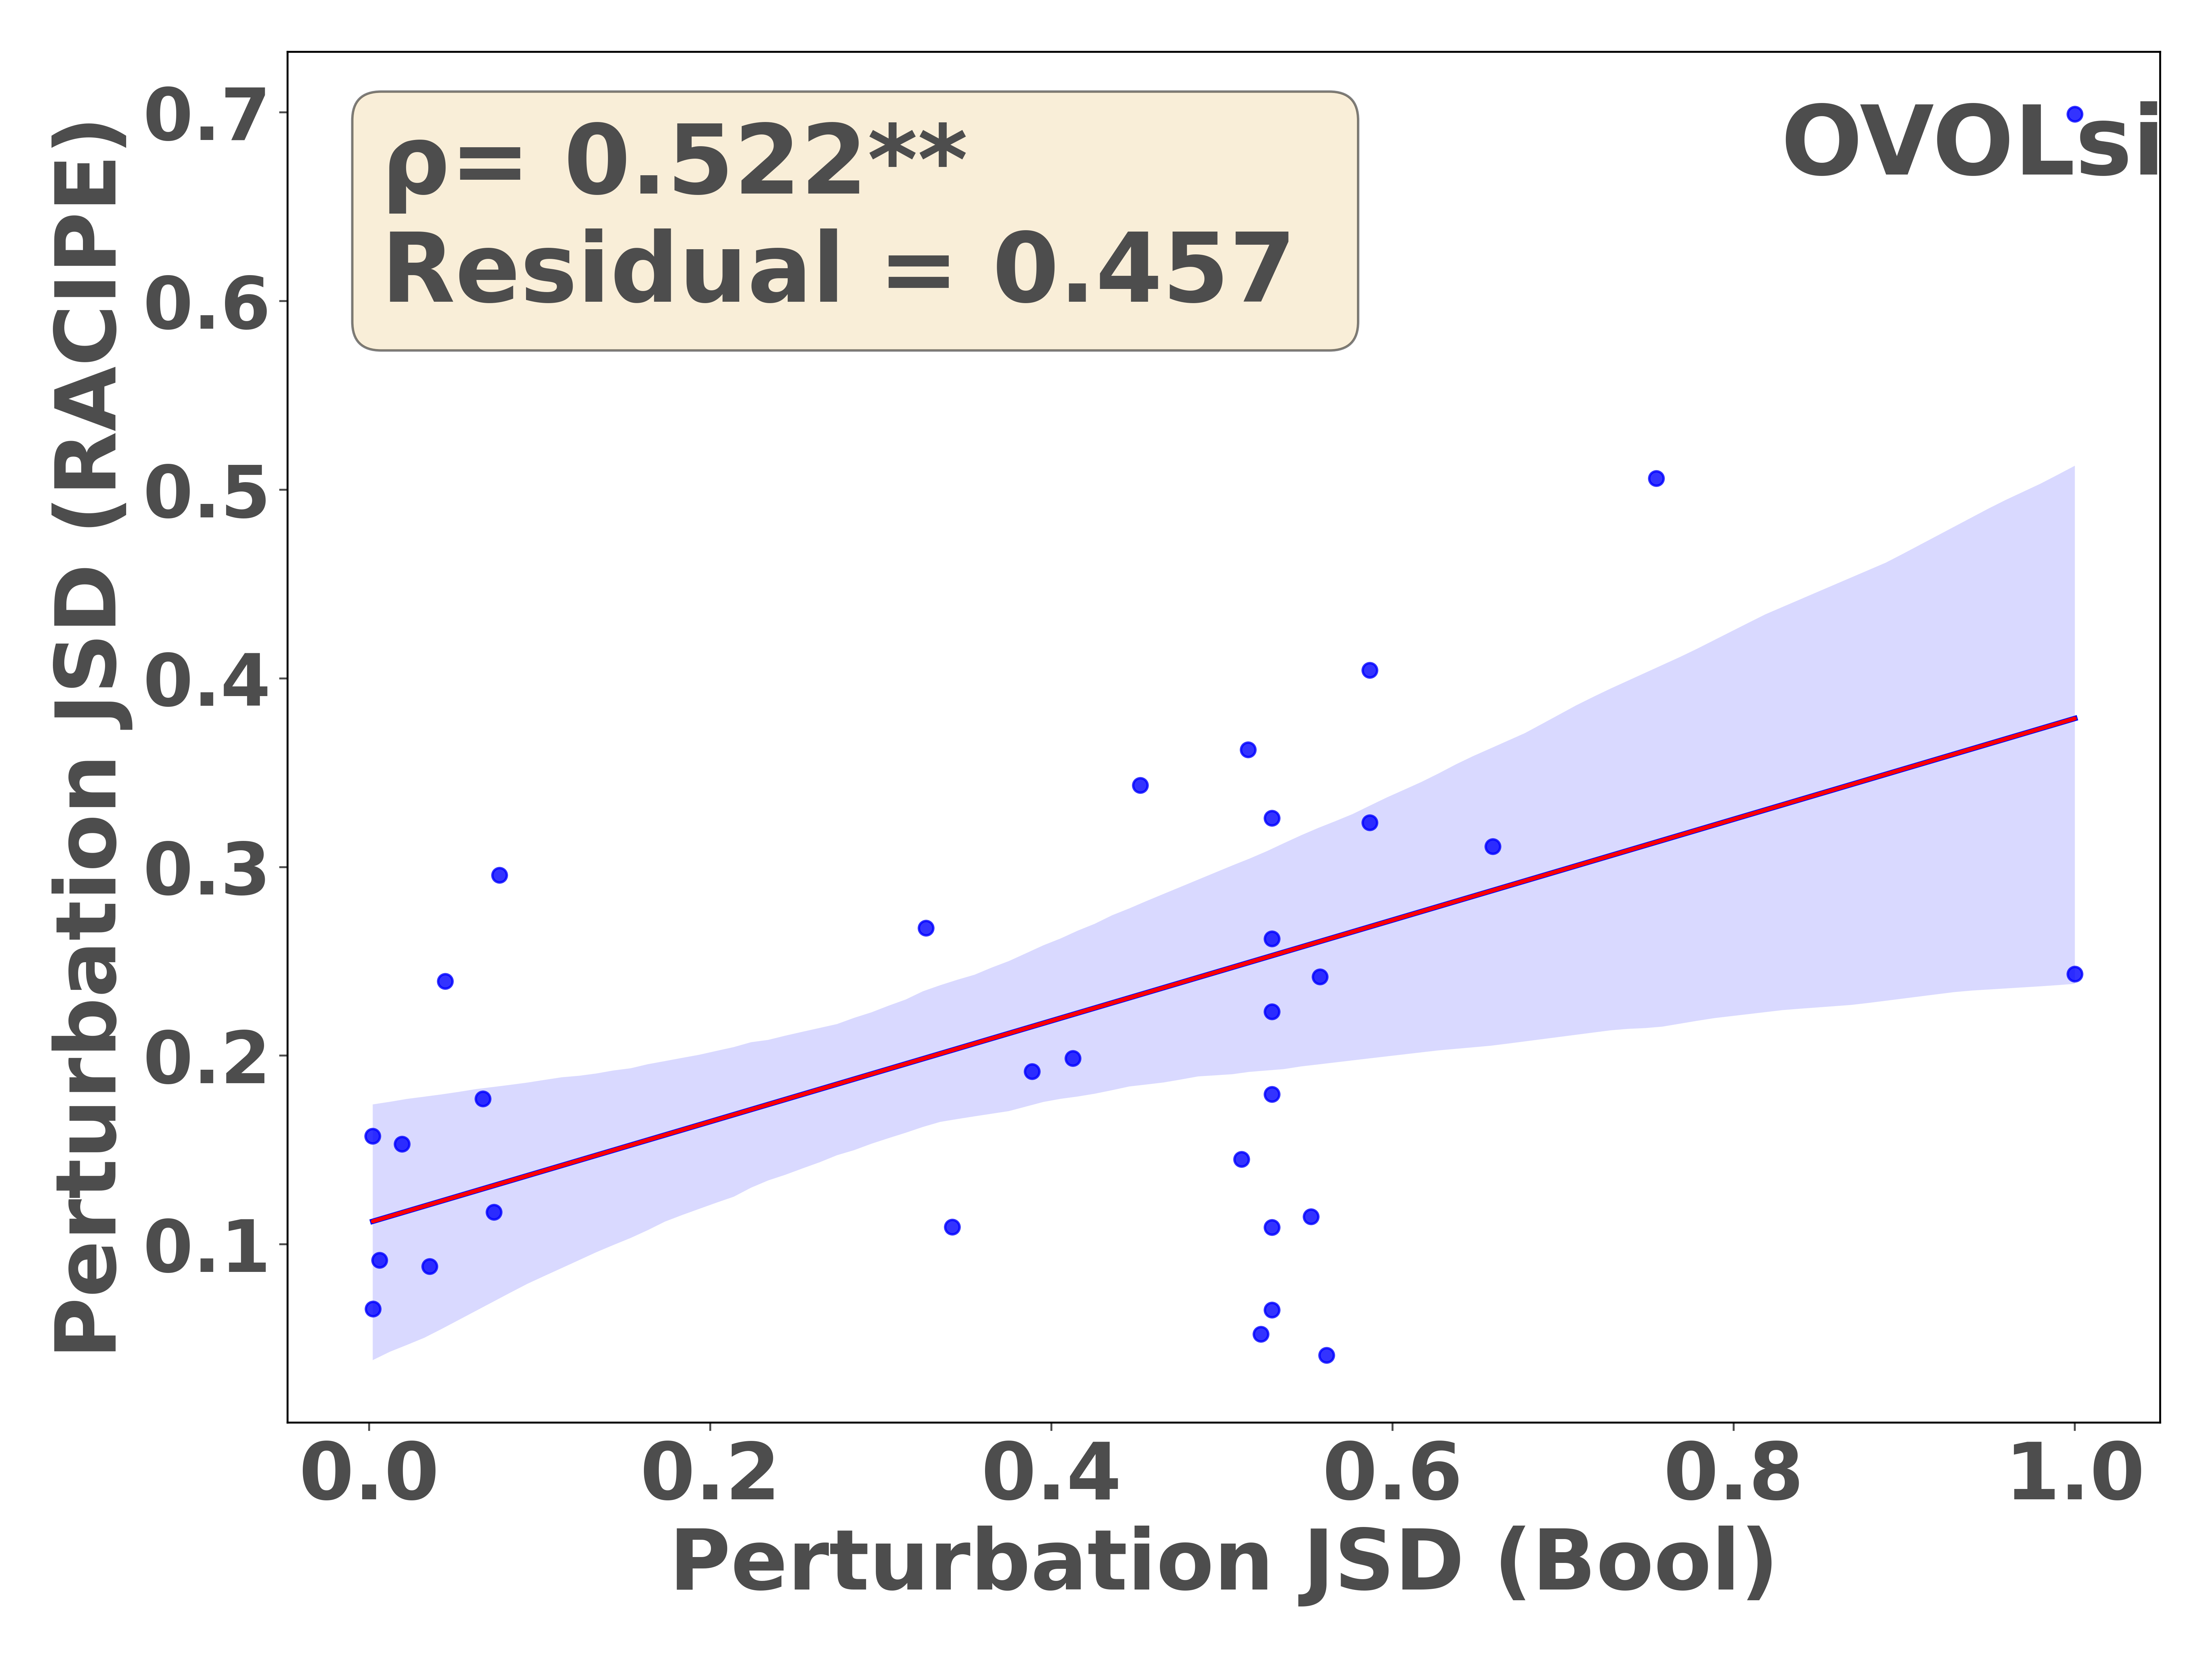 ρ= 0.522**
Residual = 0.457
OVOLsi
Perturbation JSD (RACIPE)
0.7
0.6
0.5
0.4
0.3
0.2
0.1
0.0 0.2 0.4 0.6 0.8 1.0
Perturbation JSD (Bool)